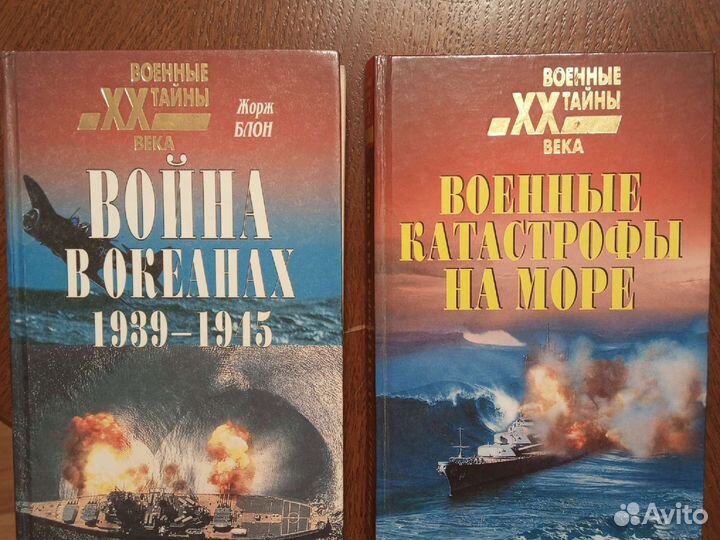 ВОЕННЫЕ
XX ТАЙНЫ
ВЕКА
Жорж
БЛОН
ВОЙНА
В ОКЕАНАХ
1939–1945
ВОЕННЫЕ
XX ТАЙНЫ
ВЕКА
ВОЕННЫЕ
КАТАСТРОФЫ
НА МОРЕ
Avito